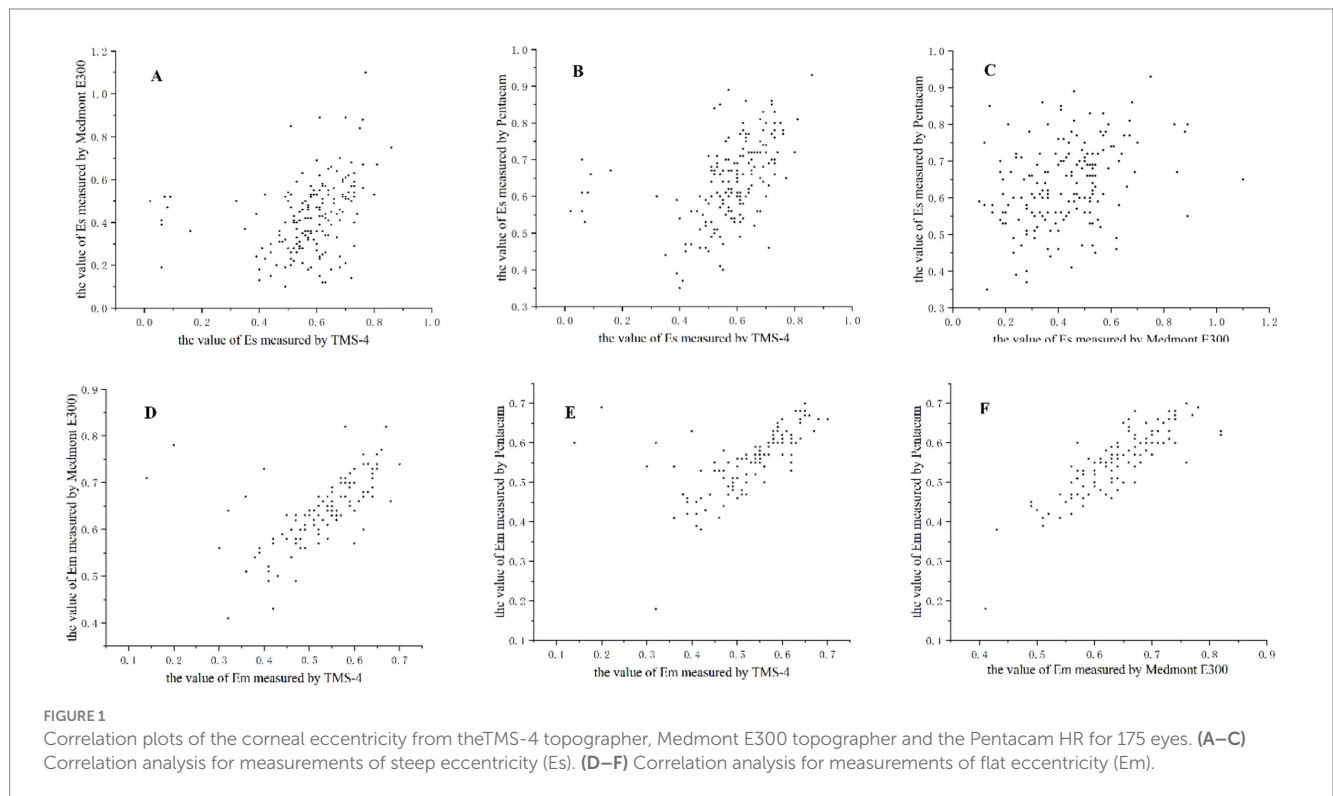 A
the value of Es measured by Medmont E300
1.2
1.0
0.8
0.6
0.4
0.2
0.0
0.0 0.2 0.4 0.6 0.8 1.0
the value of Es measured by TMS-4
B
the value of Es measured by Pentacam
1.0
0.9
0.8
0.7
0.6
0.5
0.4
0.3
0.0 0.2 0.4 0.6 0.8 1.0
the value of Es measured by TMS-4
C
the value of Es measured by Pentacam
1.0
0.9
0.8
0.7
0.6
0.5
0.4
0.3
0.0 0.2 0.4 0.6 0.8 1.0 1.2
the value of Es measured by Medmont E300
D
the value of Em measured by Medmont E300)
0.9
0.8
0.7
0.6
0.5
0.4
0.1 0.2 0.3 0.4 0.5 0.6 0.7
the value of Em measured by TMS-4
E
the value of Em measured by Pentacam
0.7
0.6
0.5
0.4
0.3
0.2
0.1
0.1 0.2 0.3 0.4 0.5 0.6 0.7
the value of Em measured by TMS-4
F
the value of Em measured by Pentacam
0.7
0.6
0.5
0.4
0.3
0.2
0.1
0.4 0.5 0.6 0.7 0.8 0.9
the value of Em measured by Medmont E300
FIGURE 1
Correlation plots of the corneal eccentricity from theTMS-4 topographer, Medmont E300 topographer and the Pentacam HR for 175 eyes. (A–C)
Correlation analysis for measurements of steep eccentricity (Es). (D–F) Correlation analysis for measurements of flat eccentricity (Em).